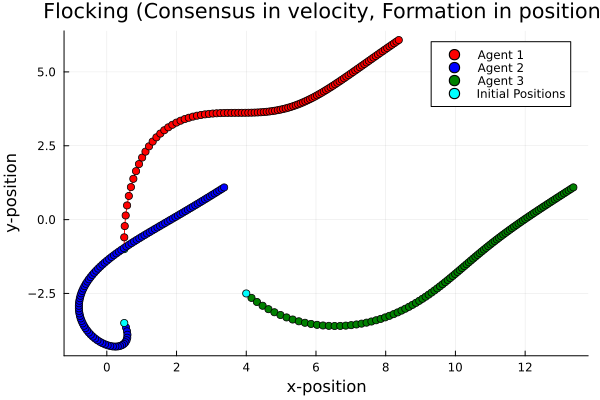 Flocking (Consensus in velocity, Formation in position
Agent 1
Agent 2
Agent 3
Initial Positions
5.0
2.5
0.0
−2.5
y-position
0 2 4 6 8 10 12
x-position